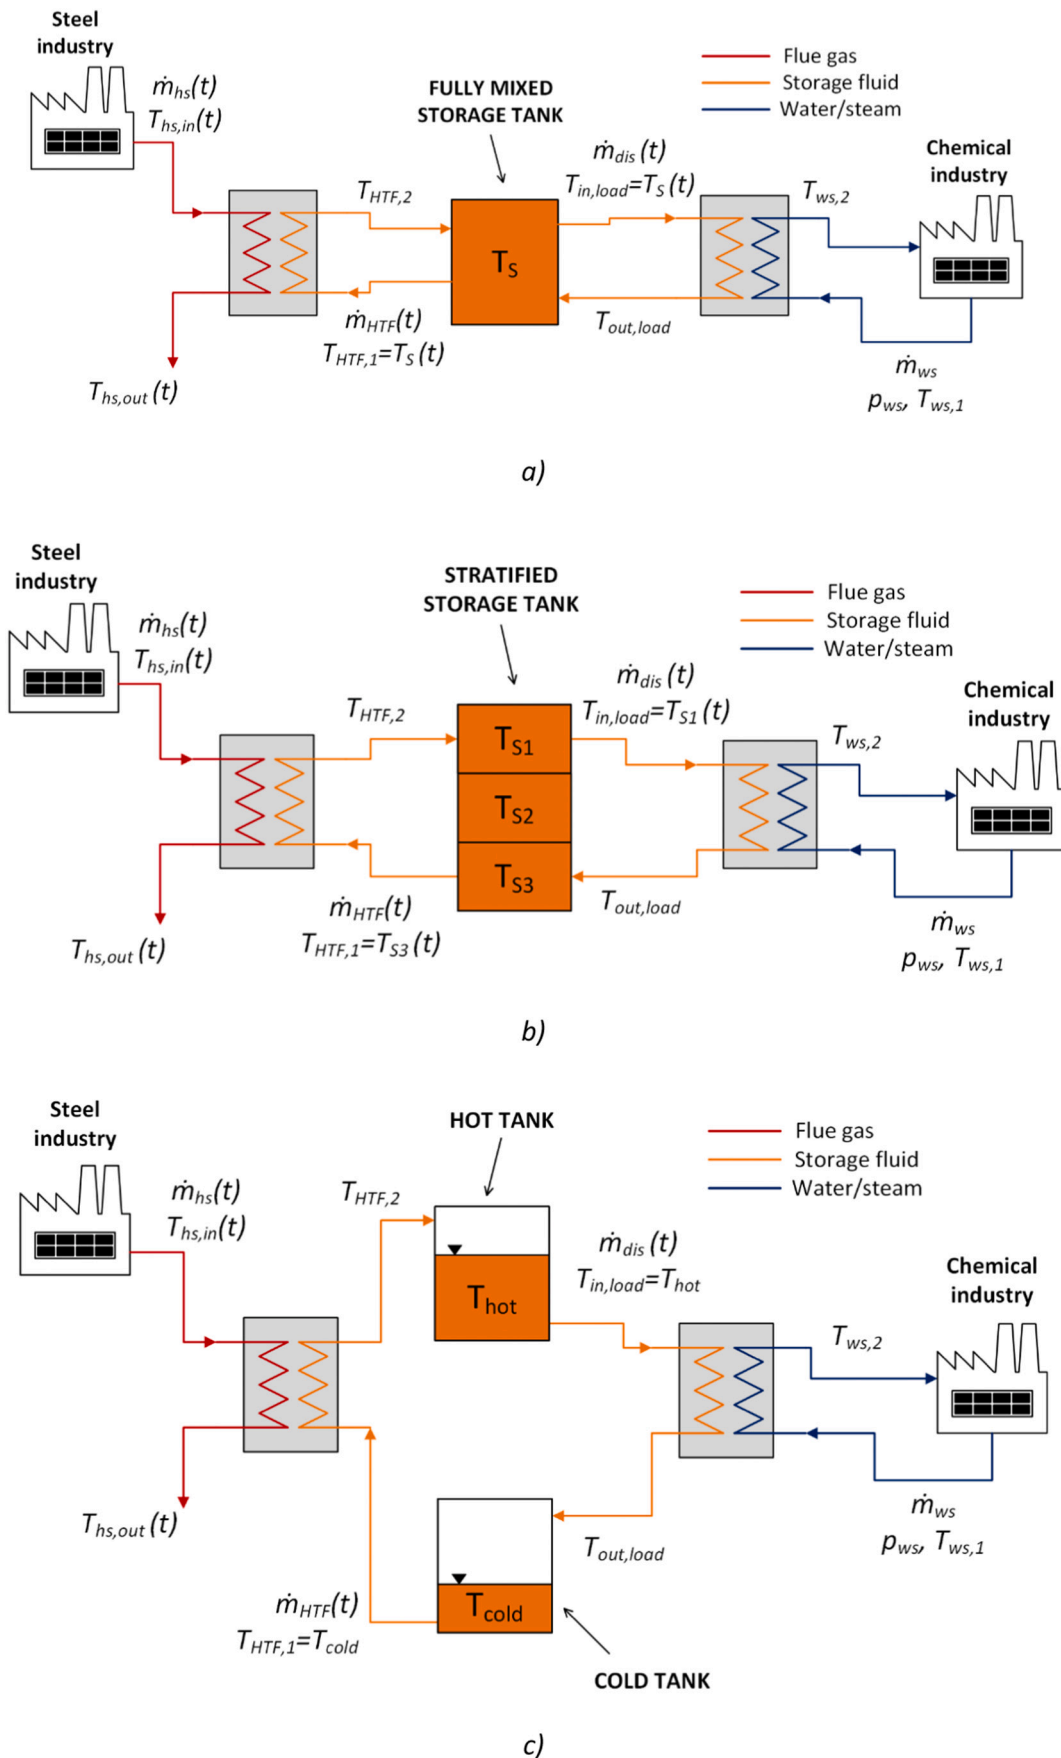 Steel
industry
ṁhs(t)
Ths,in(t)
FULLY MIXED
STORAGE TANK
Flue gas
Storage fluid
Water/steam
ṁdis (t)
Tin,load=TS(t)
Chemical
industry
THTF,2
Tws,2
TS
ṁHTF(t)
THTF,1=TS (t)
Tout,load
Ths,out (t)
ṁws
pws, Tws,1
a)
Steel
industry
ṁhs(t)
Ths,in(t)
STRATIFIED
STORAGE TANK
Flue gas
Storage fluid
Water/steam
ṁdis (t)
Tin,load=TS1 (t)
Chemical
industry
THTF,2
Tws,2
TS1
TS2
TS3
ṁHTF(t)
THTF,1=TS3(t)
Tout,load
Ths,out (t)
ṁws
pws, Tws,1
b)
Steel
industry
ṁhs(t)
Ths,in(t)
HOT TANK
Flue gas
Storage fluid
Water/steam
THTF,2
ṁdis (t)
Tin,load=Thot
Chemical
industry
Thot
Tws,2
Ths,out (t)
Tout,load
ṁws
pws, Tws,1
ṁHTF(t)
THTF,1=Tcold
Tcold
COLD TANK
c)